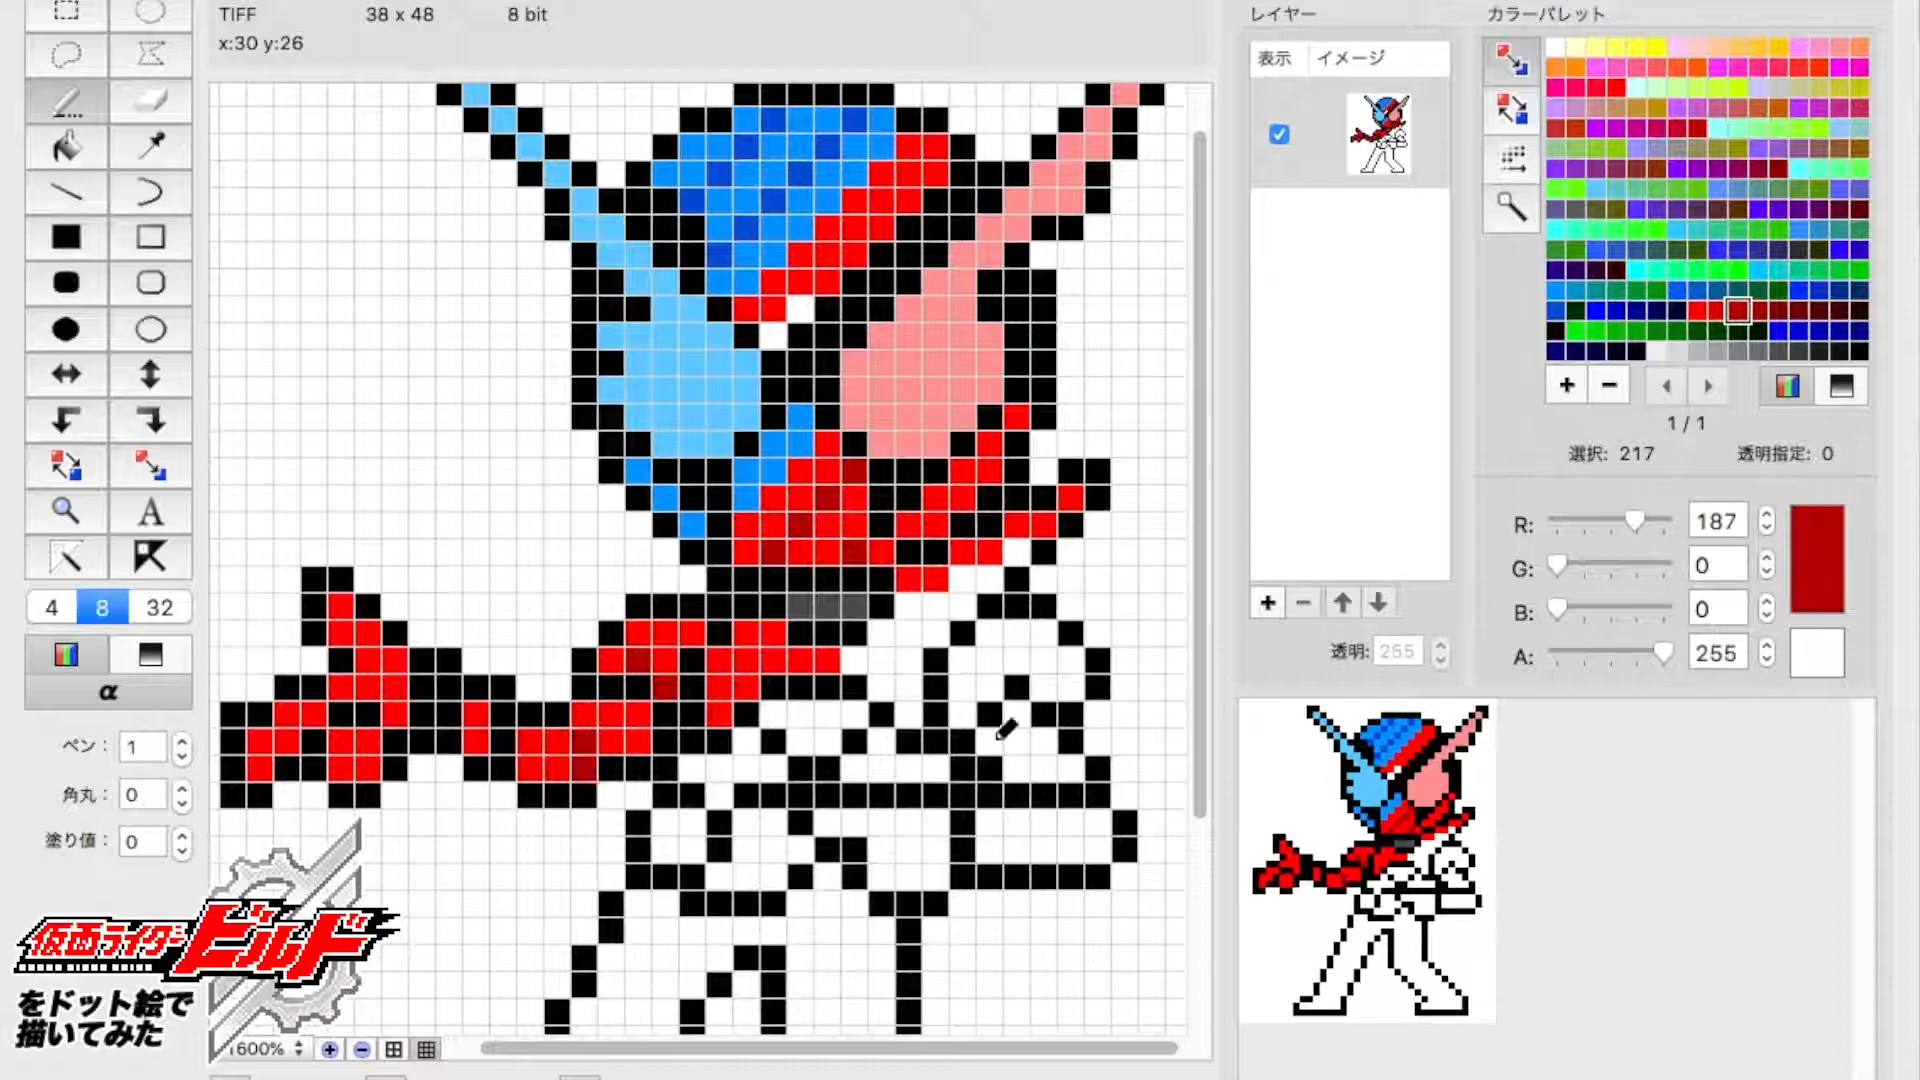 TIFF 38 x 48 8 bit
x:30 y:26
レイヤー
表示 イメージ
カラーパレット
1 / 1
選択: 217 透明指定: 0
R: 187
G: 0
B: 0
A: 255
透明: 255
A
4 8 32
α
ペン: 1
角丸: 0
塗り値: 0
仮面ライダービルド
をドット絵で
描いてみた
1600%